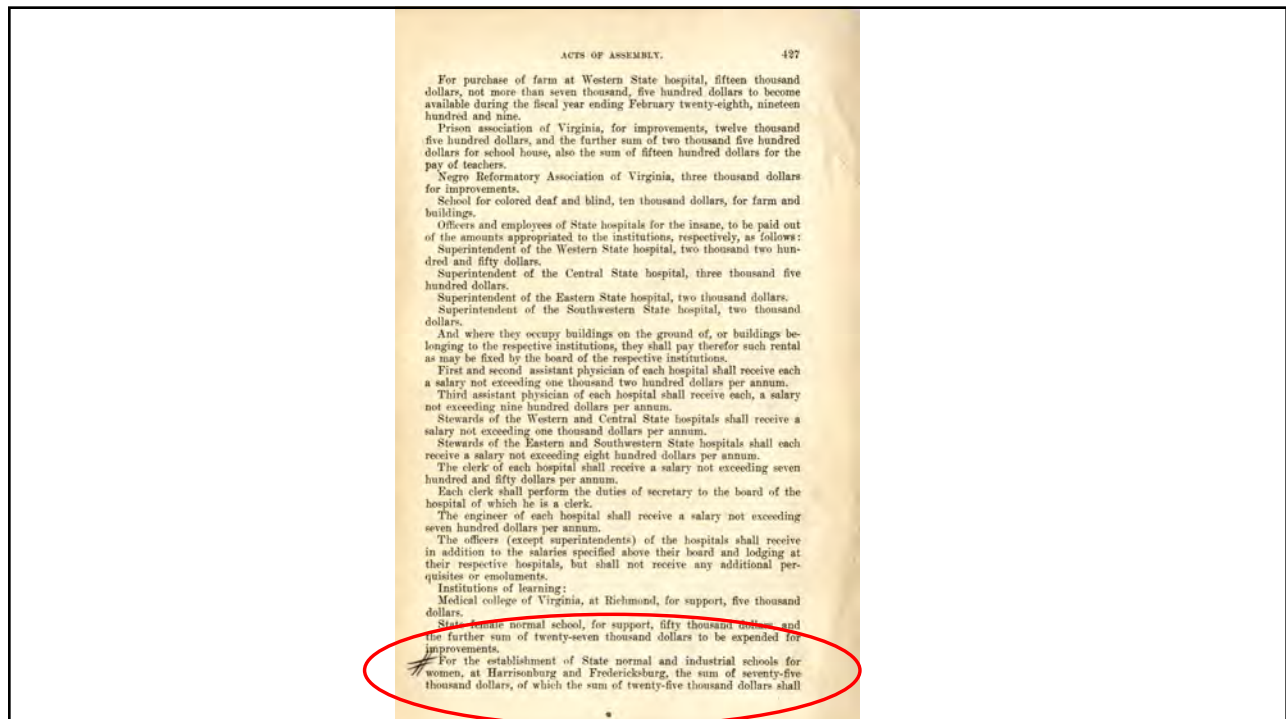 ACTS OF ASSEMBLY. 427
For purchase of farm at Western State hospital, fifteen thousand
dollars, not more than seven thousand, five hundred dollars to become
available during the fiscal year ending February twenty-eighth, nineteen
hundred and nine.
Prison association of Virginia, for improvements, twelve thousand
five hundred dollars, and the further sum of two thousand five hundred
dollars for school house, also the sum of fifteen hundred dollars for the
pay of teachers.
Negro Reformatory Association of Virginia, three thousand dollars
for improvements.
School for colored deaf and blind, ten thousand dollars, for farm and
buildings.
Officers and employees of State hospitals for the insane, to be paid out
of the amounts appropriated to the institutions, respectively, as follows:
Superintendent of the Western State hospital, two thousand two hun-
dred and fifty dollars.
Superintendent of the Central State hospital, three thousand five
hundred dollars.
Superintendent of the Eastern State hospital, two thousand dollars.
Superintendent of the Southwestern State hospital, two thousand
dollars.
And where they occupy buildings on the ground of, or buildings be-
longing to the respective institutions, they shall pay therefor such rental
as may be fixed by the board of the respective institutions.
First and second assistant physician of each hospital shall receive each
a salary not exceeding one thousand two hundred dollars per annum.
Third assistant physician of each hospital shall receive each, a salary
not exceeding nine hundred dollars per annum.
Stewards of the Western and Central State hospitals shall receive a
salary not exceeding one thousand dollars per annum.
Stewards of the Eastern and Southwestern State hospitals shall each
receive a salary not exceeding eight hundred dollars per annum.
The clerk of each hospital shall receive a salary not exceeding seven
hundred and fifty dollars per annum.
Each clerk shall perform the duties of secretary to the board of the
hospital of which he is a clerk.
The engineer of each hospital shall receive a salary not exceeding
seven hundred dollars per annum.
The officers (except superintendents) of the hospitals shall receive
in addition to the salaries specified above their board and lodging at
their respective hospitals, but shall not receive any additional per-
quisites or emoluments.
Institutions of learning:
Medical college of Virginia, at Richmond, for support, five thousand
dollars.
State female normal school, for support, fifty thousand dollars, and
the further sum of twenty-seven thousand dollars to be expended for
improvements.
For the establishment of State normal and industrial schools for
women, at Harrisonburg and Fredericksburg, the sum of seventy-five
thousand dollars, of which the sum of twenty-five thousand dollars shall